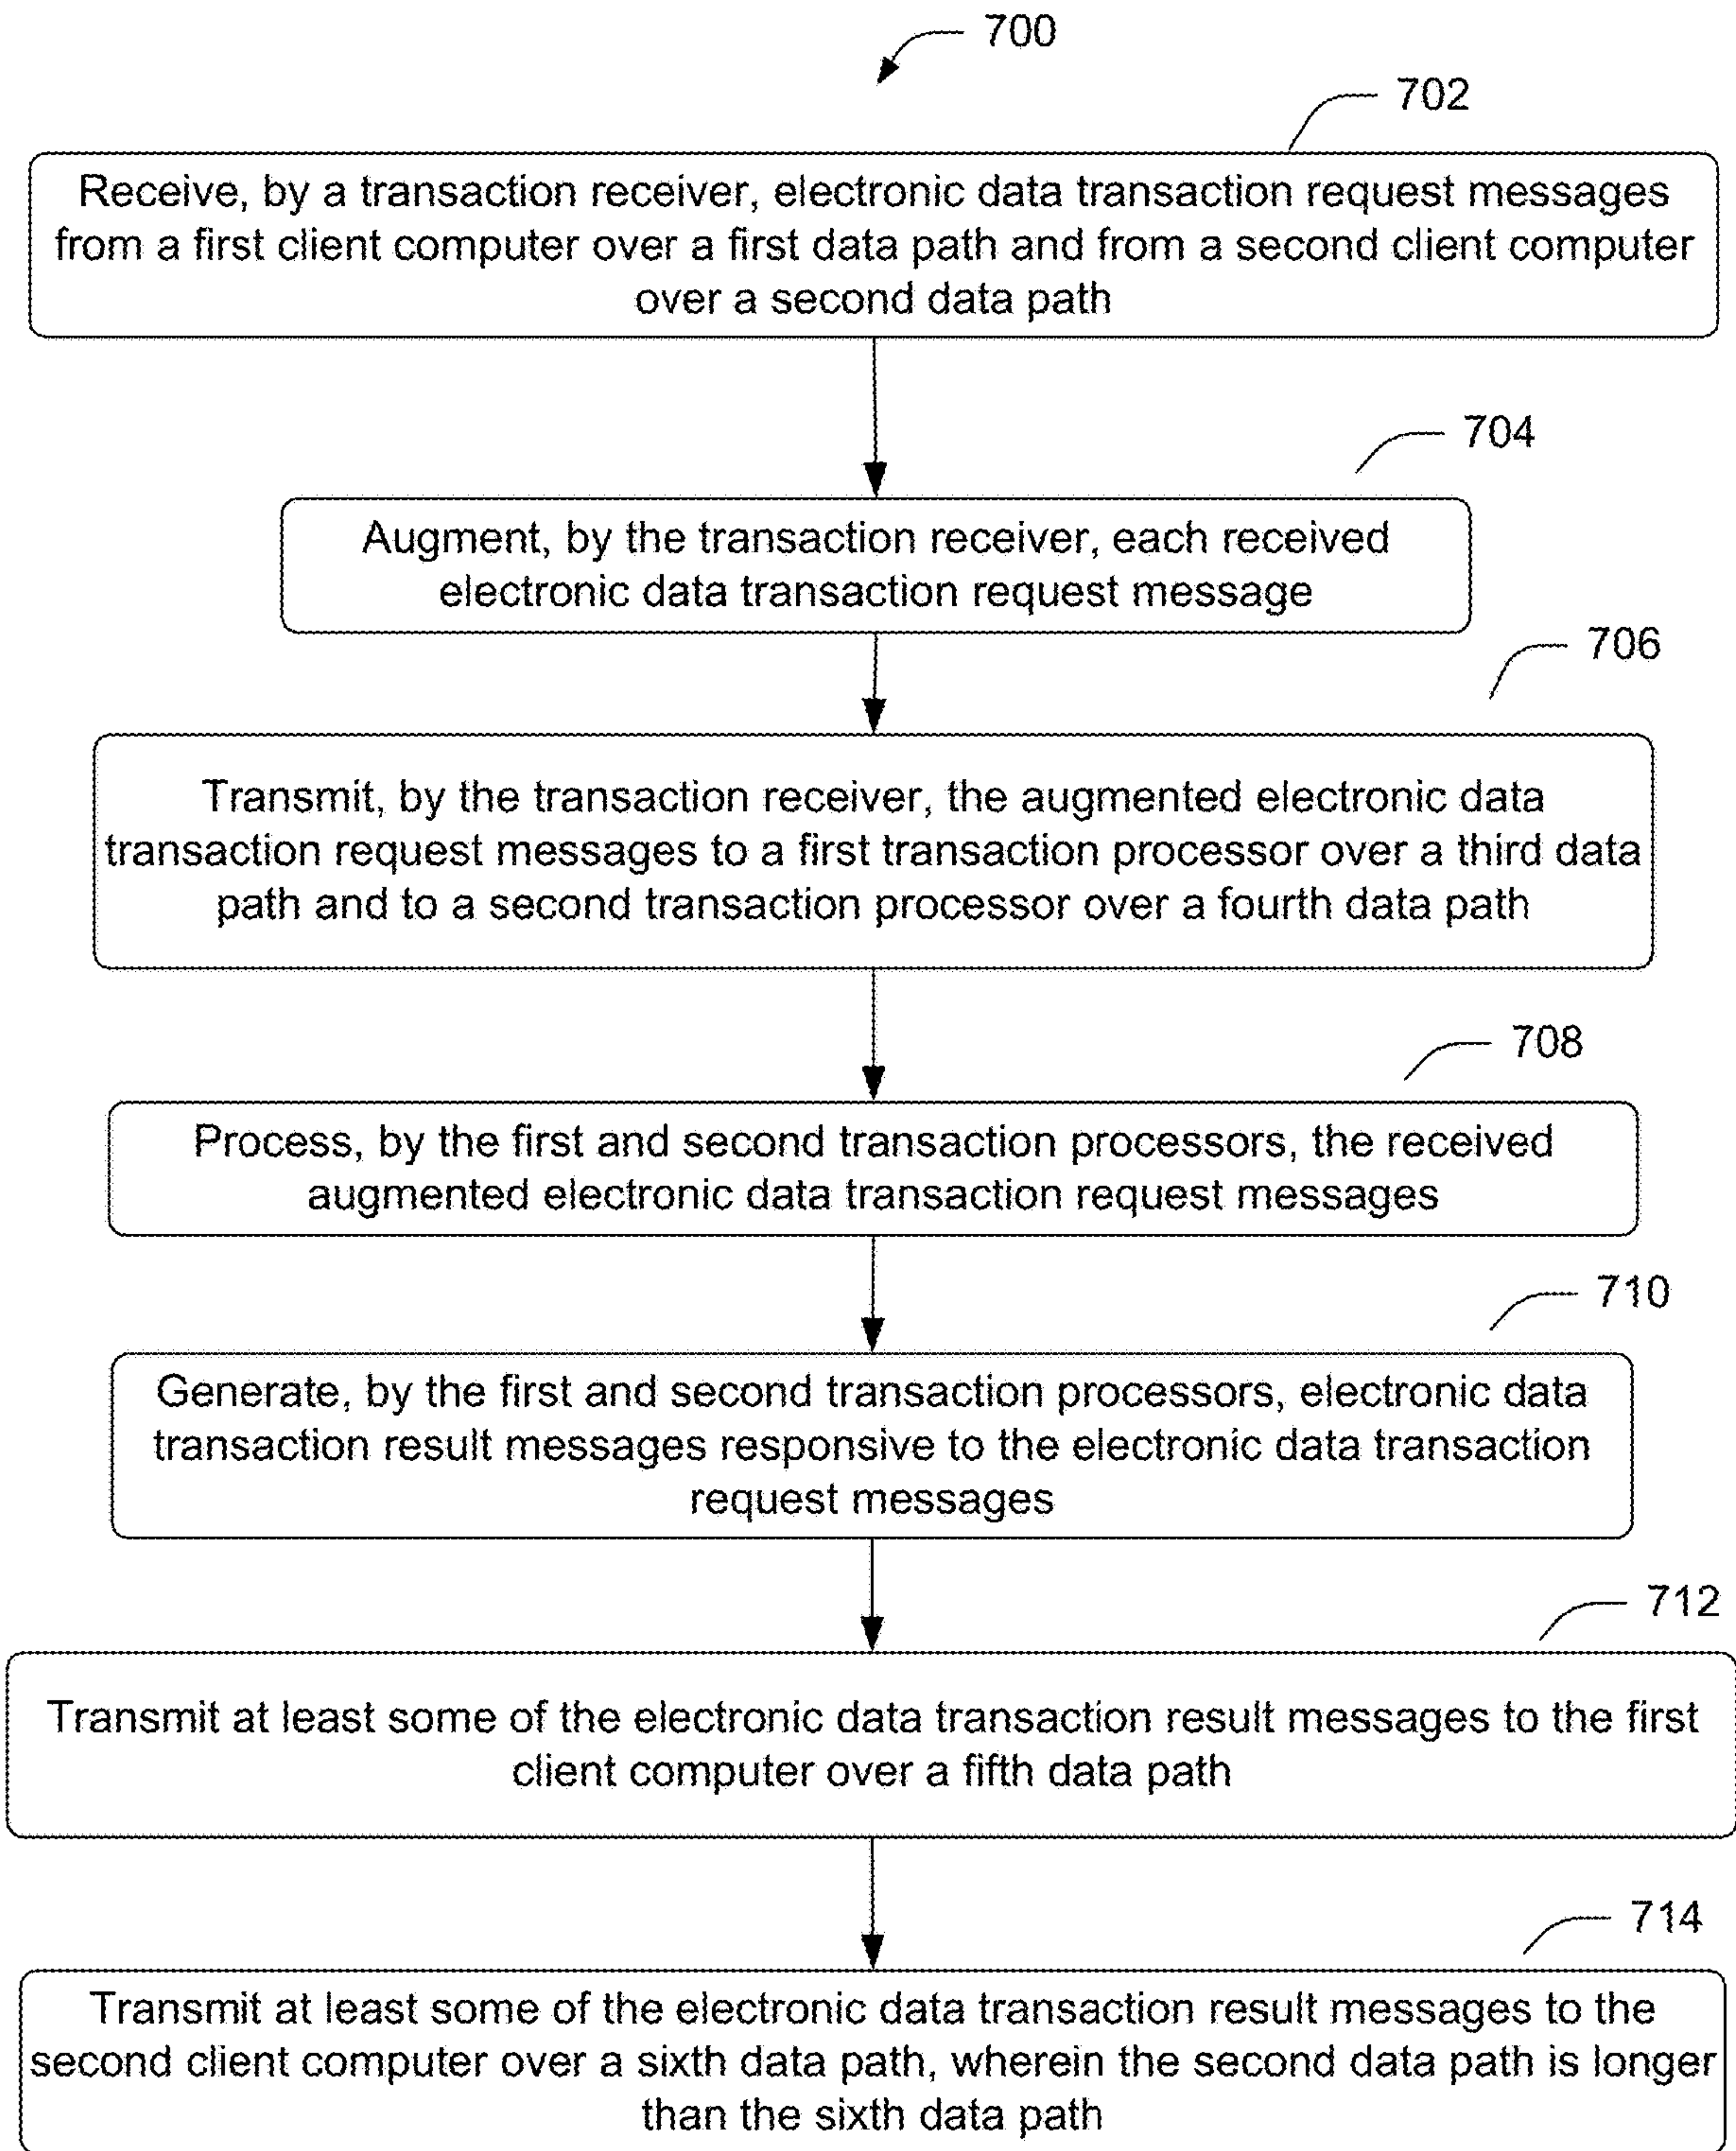 700
702
Receive, by a transaction receiver, electronic data transaction request messages
from a first client computer over a first data path and from a second client computer
over a second data path
704
Augment, by the transaction receiver, each received
electronic data transaction request message
706
Transmit, by the transaction receiver, the augmented electronic data
transaction request messages to a first transaction processor over a third data
path and to a second transaction processor over a fourth data path
708
Process, by the first and second transaction processors, the received
augmented electronic data transaction request messages
710
Generate, by the first and second transaction processors, electronic data
transaction result messages responsive to the electronic data transaction
request messages
712
Transmit at least some of the electronic data transaction result messages to the first
client computer over a fifth data path
714
Transmit at least some of the electronic data transaction result messages to the
second client computer over a sixth data path, wherein the second data path is longer
than the sixth data path